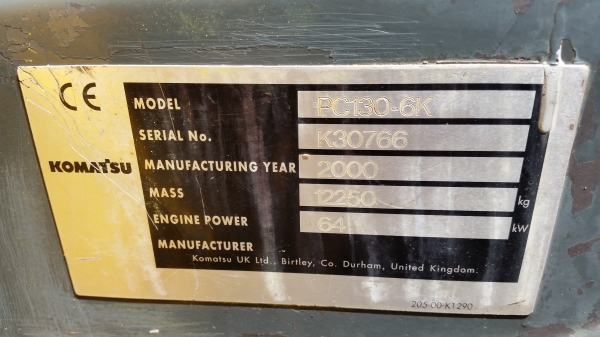 CE
MODEL PC130-6K
SERIAL No. K30766
KOMATSU MANUFACTURING YEAR 2000
MASS 12250 kg
ENGINE POWER 64 kW
MANUFACTURER
Komatsu UK Ltd., Birtley, Co. Durham, United Kingdom.
205-00-K1290